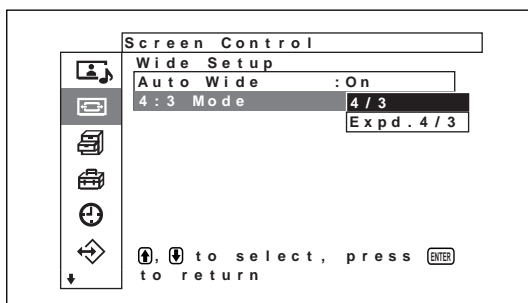 Screen Control
Wide Setup
Auto Wide :On
4:3 Mode 4/3
Expd.4/3
, to select, press ENTER
to return